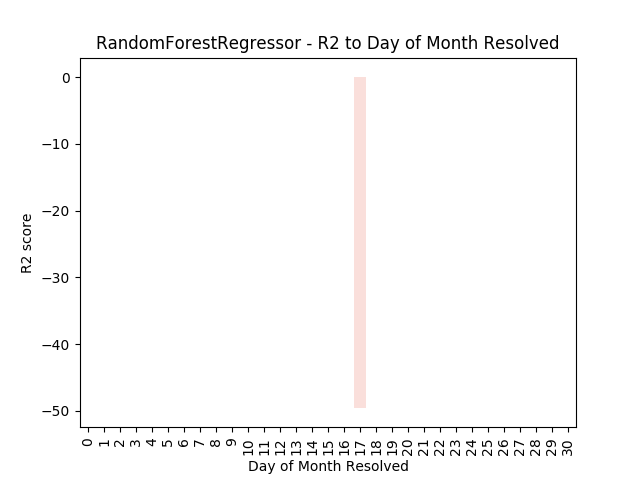 RandomForestRegressor - R2 to Day of Month Resolved
0
−10
−20
−30
−40
−50
R2 score
0 1 2 3 4 5 6 7 8 9 10 11 12 13 14 15 16 17 18 19 20 21 22 23 24 25 26 27 28 29 30
Day of Month Resolved